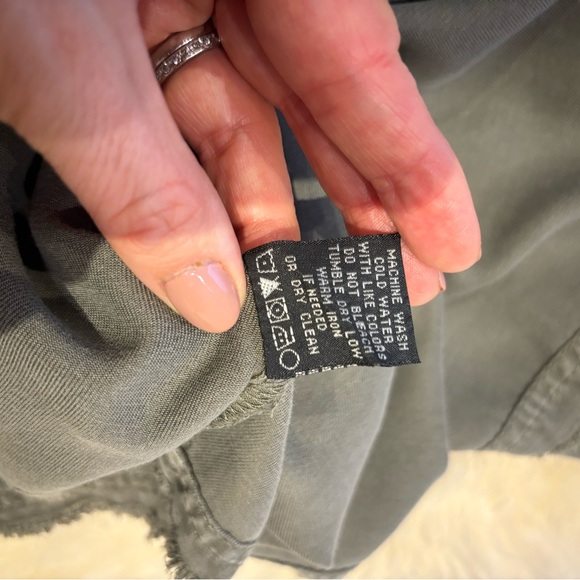 MACHINE WASH
COLD WATER
WITH LIKE COLORS
DO NOT BLEACH
TUMBLE DRY LOW
WARM IRON
IF NEEDED
OR DRY CLEAN